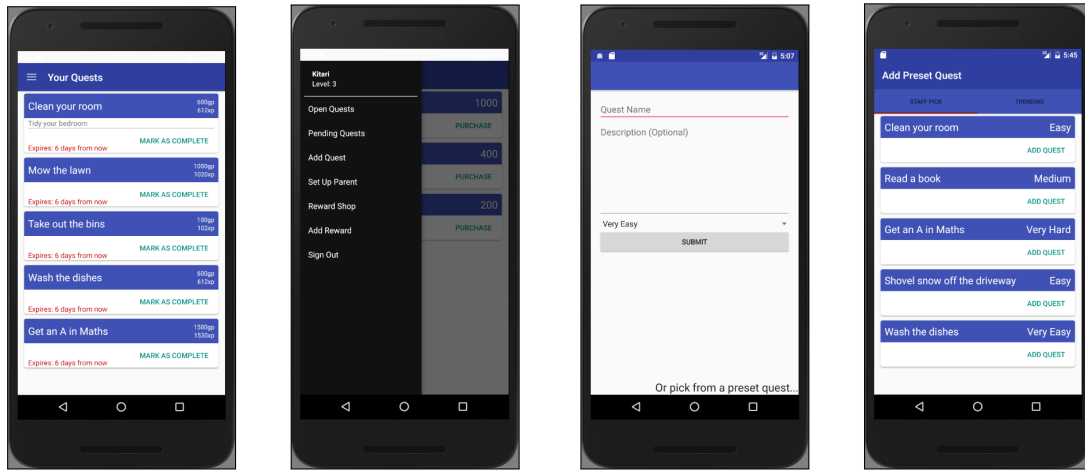 Your Quests
Clean your room
600gp
612xp
Tidy your bedroom
MARK AS COMPLETE
Expires: 6 days from now
Mow the lawn
1000gp
1020xp
MARK AS COMPLETE
Expires: 6 days from now
Take out the bins
100gp
102xp
MARK AS COMPLETE
Expires: 6 days from now
Wash the dishes
600gp
612xp
MARK AS COMPLETE
Expires: 6 days from now
Get an A in Maths
1500gp
1530xp
MARK AS COMPLETE
Expires: 6 days from now
Kitari
Level: 3
Open Quests
Pending Quests
Add Quest
Set Up Parent
Reward Shop
Add Reward
Sign Out
1000
PURCHASE
400
PURCHASE
200
PURCHASE
5:07
Quest Name
Description (Optional)
Very Easy
SUBMIT
Or pick from a preset quest...
5:45
Add Preset Quest
STAFF PICK TRENDING
Clean your room Easy
ADD QUEST
Read a book Medium
ADD QUEST
Get an A in Maths Very Hard
ADD QUEST
Shovel snow off the driveway Easy
ADD QUEST
Wash the dishes Very Easy
ADD QUEST